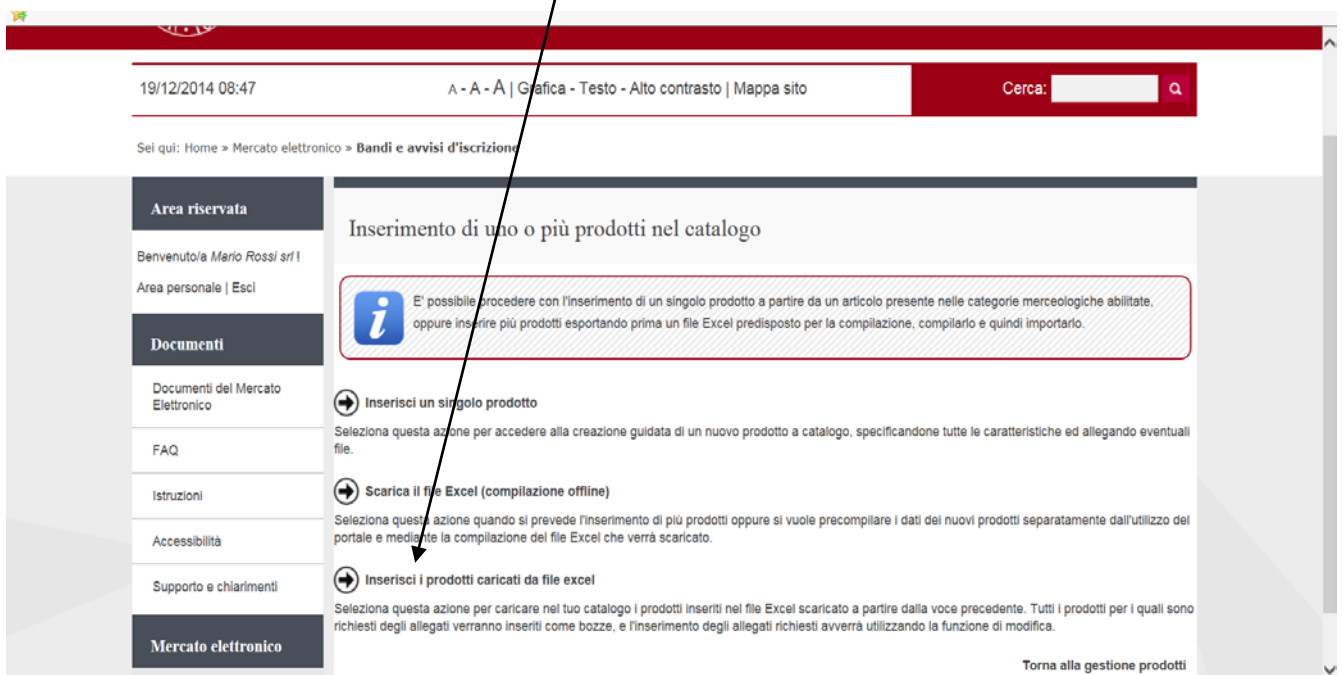 19/12/2014 08:47
A - A - A | Grafica - Testo - Alto contrasto | Mappa sito
Cerca:
Sei qui: Home » Mercato elettronico » Bandi e avvisi d'iscrizione
Area riservata
Benvenuto/a Mario Rossi srl !
Area personale | Esci
Documenti
Documenti del Mercato
Elettronico
FAQ
Istruzioni
Accessibilità
Supporto e chiarimenti
Mercato elettronico
Inserimento di uno o più prodotti nel catalogo
E' possibile procedere con l'inserimento di un singolo prodotto a partire da un articolo presente nelle categorie merceologiche abilitate,
oppure inserire più prodotti esportando prima un file Excel predisposto per la compilazione, compilarlo e quindi importarlo.
Inserisci un singolo prodotto
Seleziona questa azione per accedere alla creazione guidata di un nuovo prodotto a catalogo, specificandone tutte le caratteristiche ed allegando eventuali
file.
Scarica il file Excel (compilazione offline)
Seleziona questa azione quando si prevede l'inserimento di più prodotti oppure si vuole precompilare i dati dei nuovi prodotti separatamente dall'utilizzo del
portale e mediante la compilazione del file Excel che verrà scaricato.
Inserisci i prodotti caricati da file excel
Seleziona questa azione per caricare nel tuo catalogo i prodotti inseriti nel file Excel scaricato a partire dalla voce precedente. Tutti i prodotti per i quali sono
richiesti degli allegati verranno inseriti come bozze, e l'inserimento degli allegati richiesti avverrà utilizzando la funzione di modifica.
Torna alla gestione prodotti